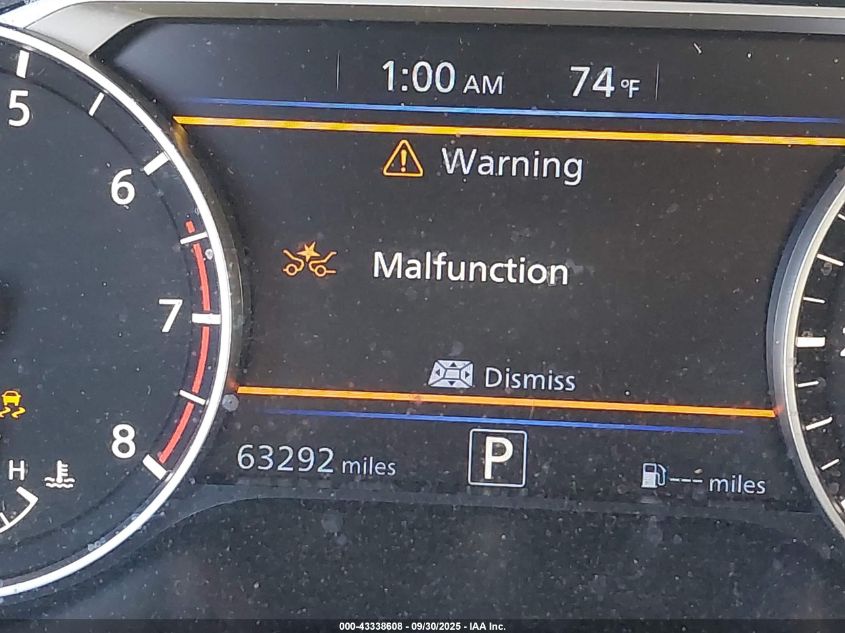 1:00 AM 74°F
5
Warning
6
Malfunction
7
Dismiss
8
63292 miles P --- miles
H
000-43338608 - 09/30/2025 - IAA Inc.